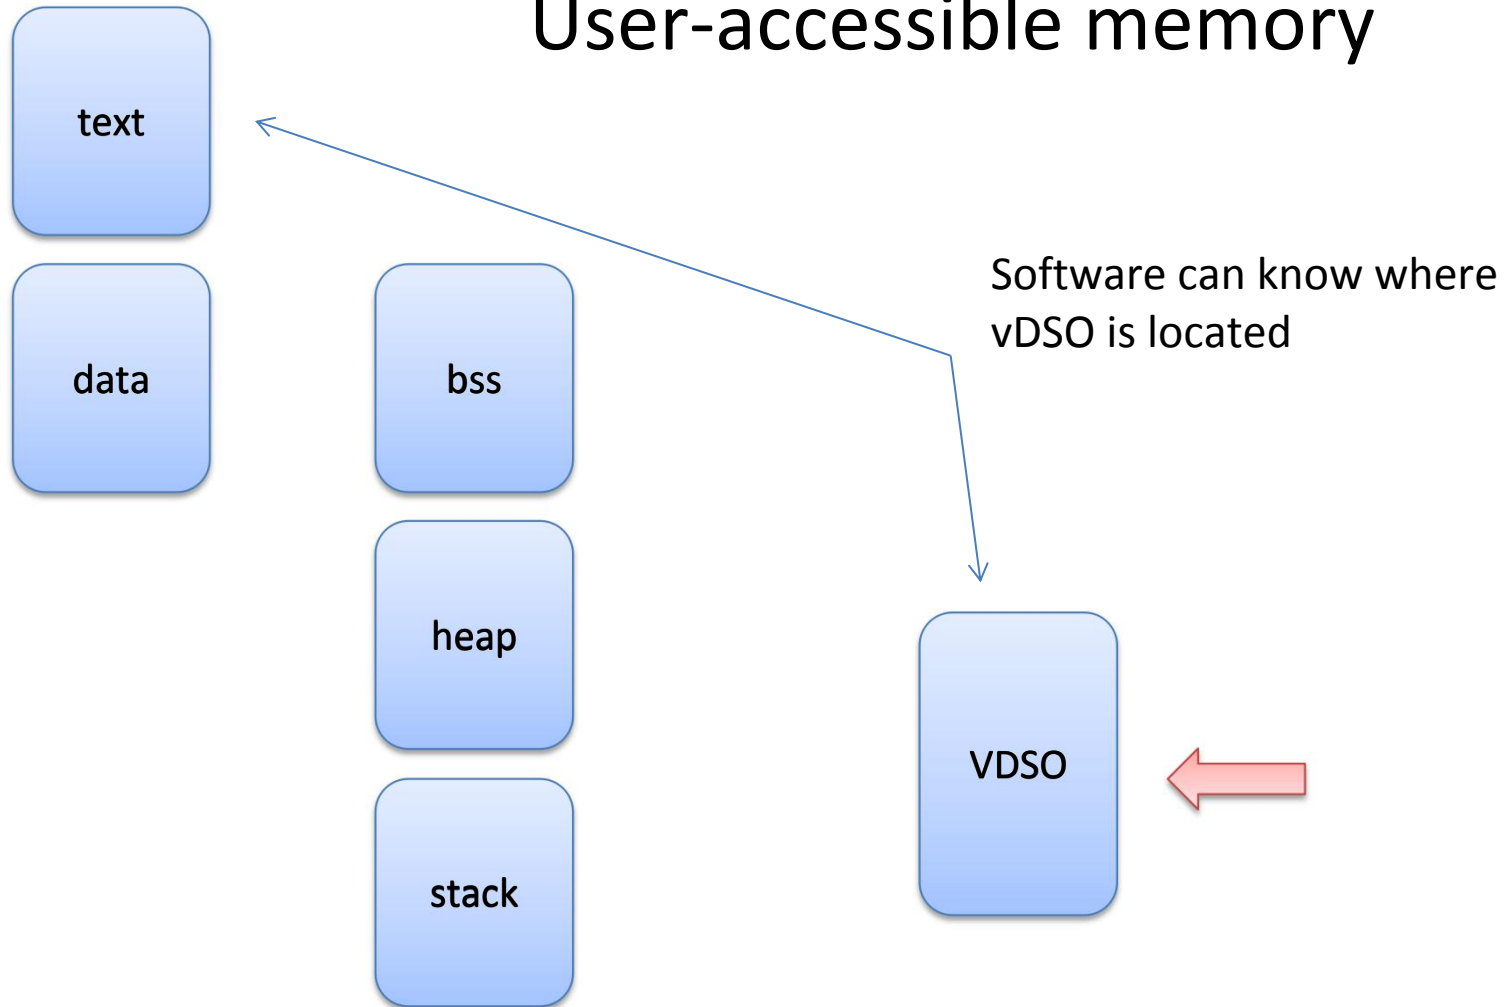 User-accessible memory
text
Software can know where
vDSO is located
data
bss
heap
VDSO
stack